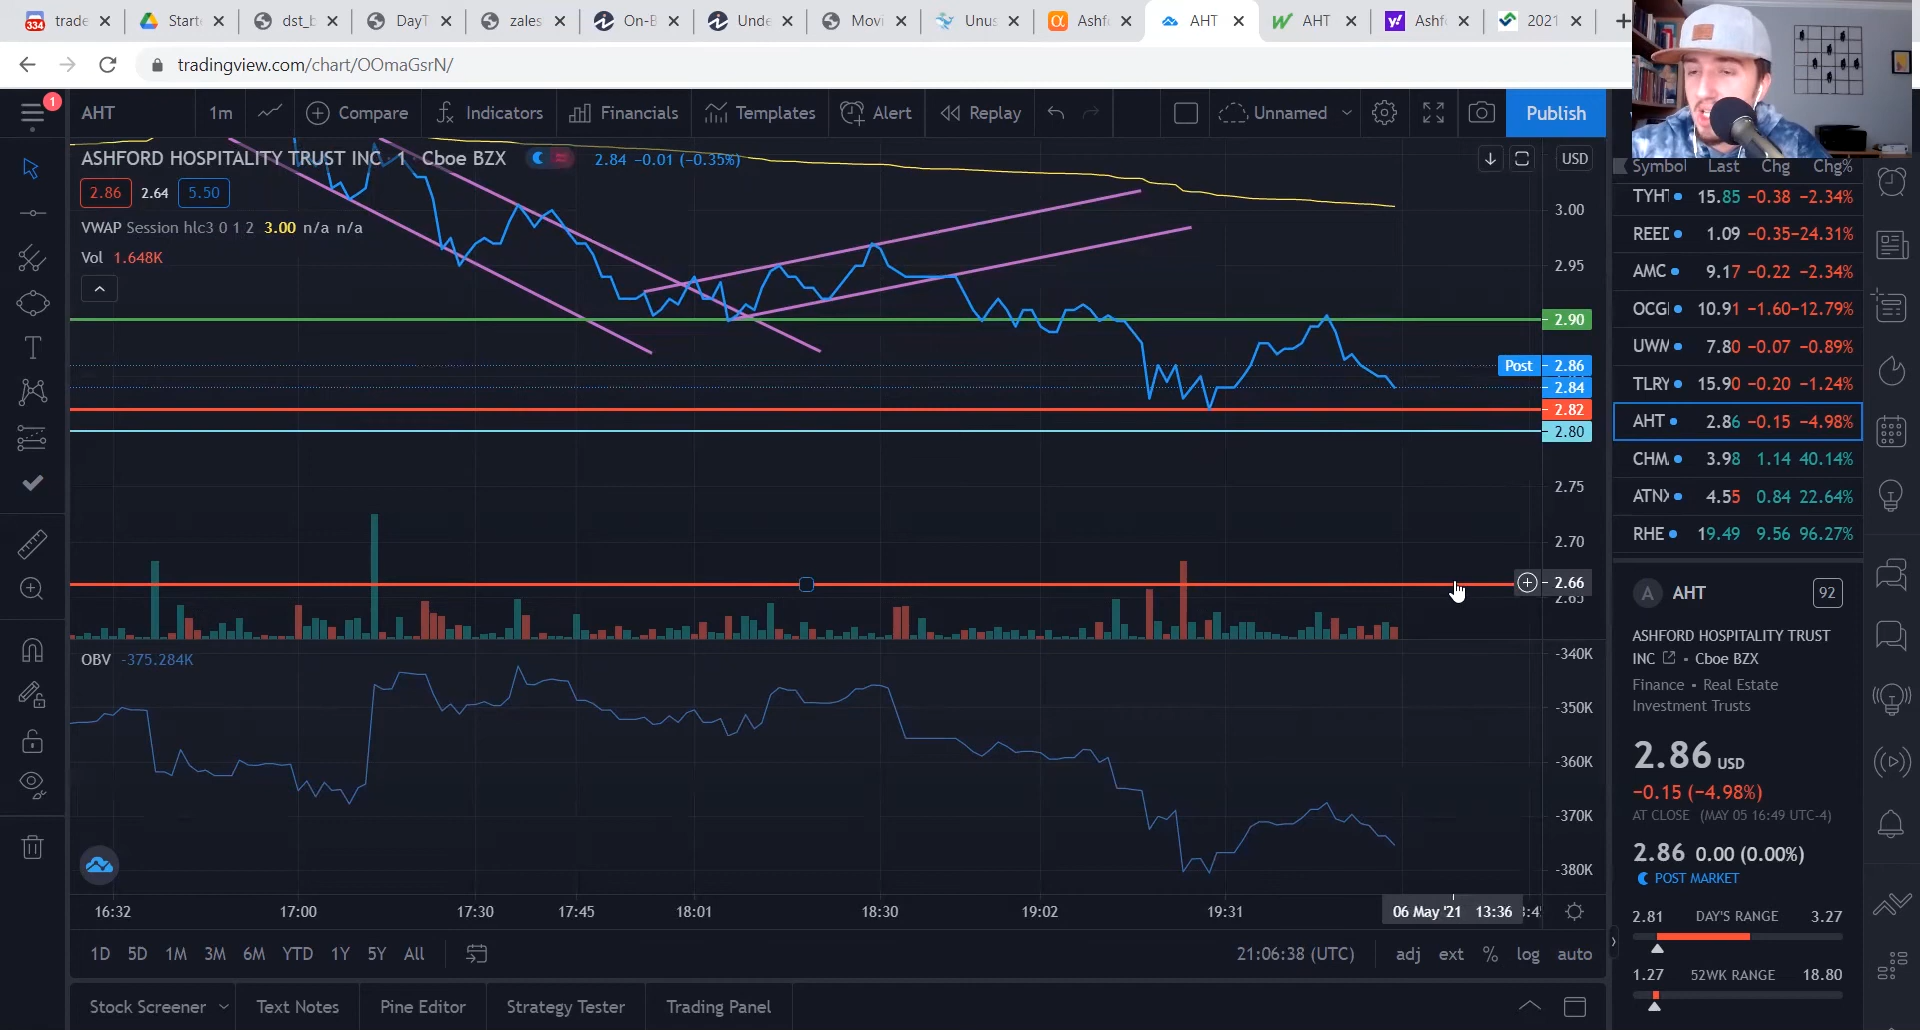 334 trade × Start × dst_b × DayT × zales × On-B × Unde × Movi × Unus × Ashf × AHT × AHT × Ashf × 2021 × +
tradingview.com/chart/OOmaGsrN/
1
AHT 1m Compare Indicators Financials Templates Alert Replay Unnamed Publish
ASHFORD HOSPITALITY TRUST INC · 1 · Cboe BZX 2.84 −0.01 (−0.35%)
USD
2.86 2.64 5.50
VWAP Session hlc3 0 1 2 3.00 n/a n/a
Vol 1.648K
3.00
2.95
2.90
Post 2.86
2.84
2.82
2.80
2.75
2.70
2.66
2.65
OBV -375.284K
-340K
-350K
-360K
-370K
-380K
16:32 17:00 17:30 17:45 18:01 18:30 19:02 19:31 06 May '21 13:36
1D 5D 1M 3M 6M YTD 1Y 5Y All 21:06:38 (UTC) adj ext % log auto
Stock Screener Text Notes Pine Editor Strategy Tester Trading Panel
Symbol Last Chg Chg%
TYHT 15.85 −0.38 −2.34%
REED 1.09 −0.35 −24.31%
AMC 9.17 −0.22 −2.34%
OCGI 10.91 −1.60 −12.79%
UWM 7.80 −0.07 −0.89%
TLRY 15.90 −0.20 −1.24%
AHT 2.86 −0.15 −4.98%
CHM 3.98 1.14 40.14%
ATNX 4.55 0.84 22.64%
RHE 19.49 9.56 96.27%
A AHT 92
ASHFORD HOSPITALITY TRUST
INC · Cboe BZX
Finance · Real Estate
Investment Trusts
2.86 USD
−0.15 (−4.98%)
AT CLOSE (MAY 05 16:49 UTC-4)
2.86 0.00 (0.00%)
POST MARKET
2.81 DAY'S RANGE 3.27
1.27 52WK RANGE 18.80